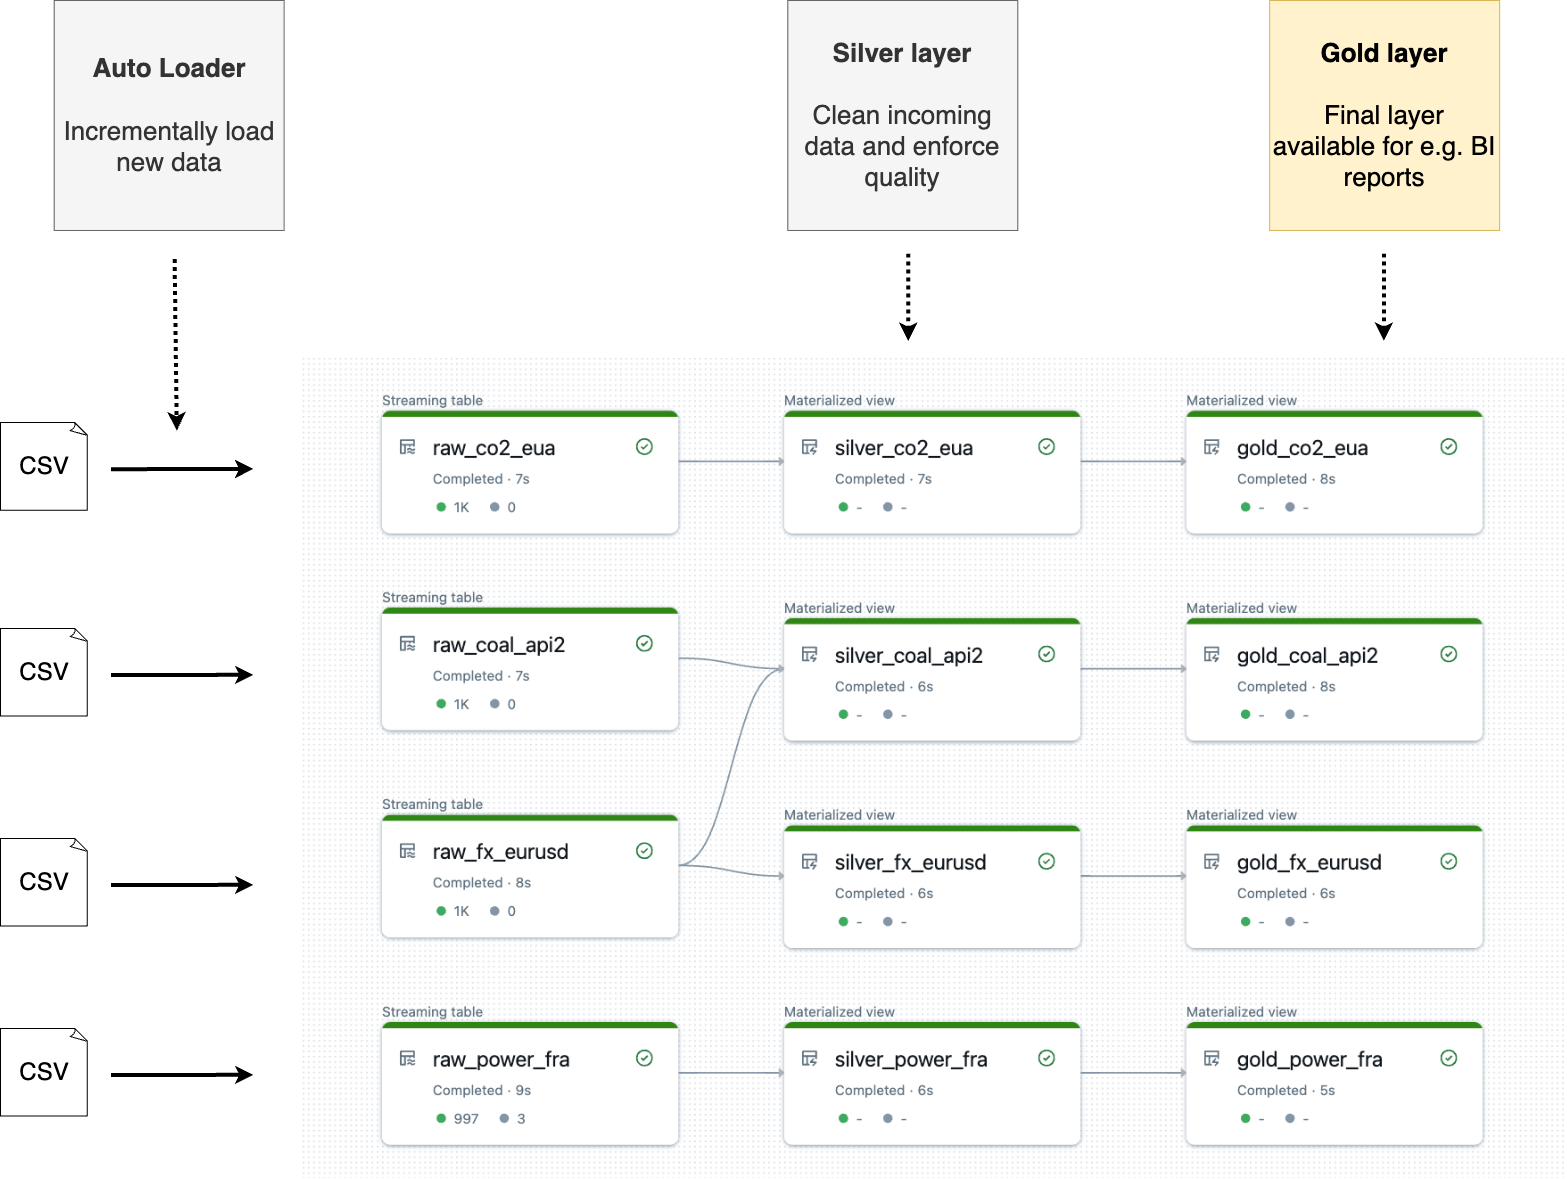 Auto Loader
Incrementally load
new data
Silver layer
Clean incoming
data and enforce
quality
Gold layer
Final layer
available for e.g. BI
reports
CSV
Streaming table
raw_co2_eua
Completed · 7s
1K 0
Materialized view
silver_co2_eua
Completed · 7s
- -
Materialized view
gold_co2_eua
Completed · 8s
- -
CSV
Streaming table
raw_coal_api2
Completed · 7s
1K 0
Materialized view
silver_coal_api2
Completed · 6s
- -
Materialized view
gold_coal_api2
Completed · 8s
- -
CSV
Streaming table
raw_fx_eurusd
Completed · 8s
1K 0
Materialized view
silver_fx_eurusd
Completed · 6s
- -
Materialized view
gold_fx_eurusd
Completed · 6s
- -
CSV
Streaming table
raw_power_fra
Completed · 9s
997 3
Materialized view
silver_power_fra
Completed · 6s
- -
Materialized view
gold_power_fra
Completed · 5s
- -